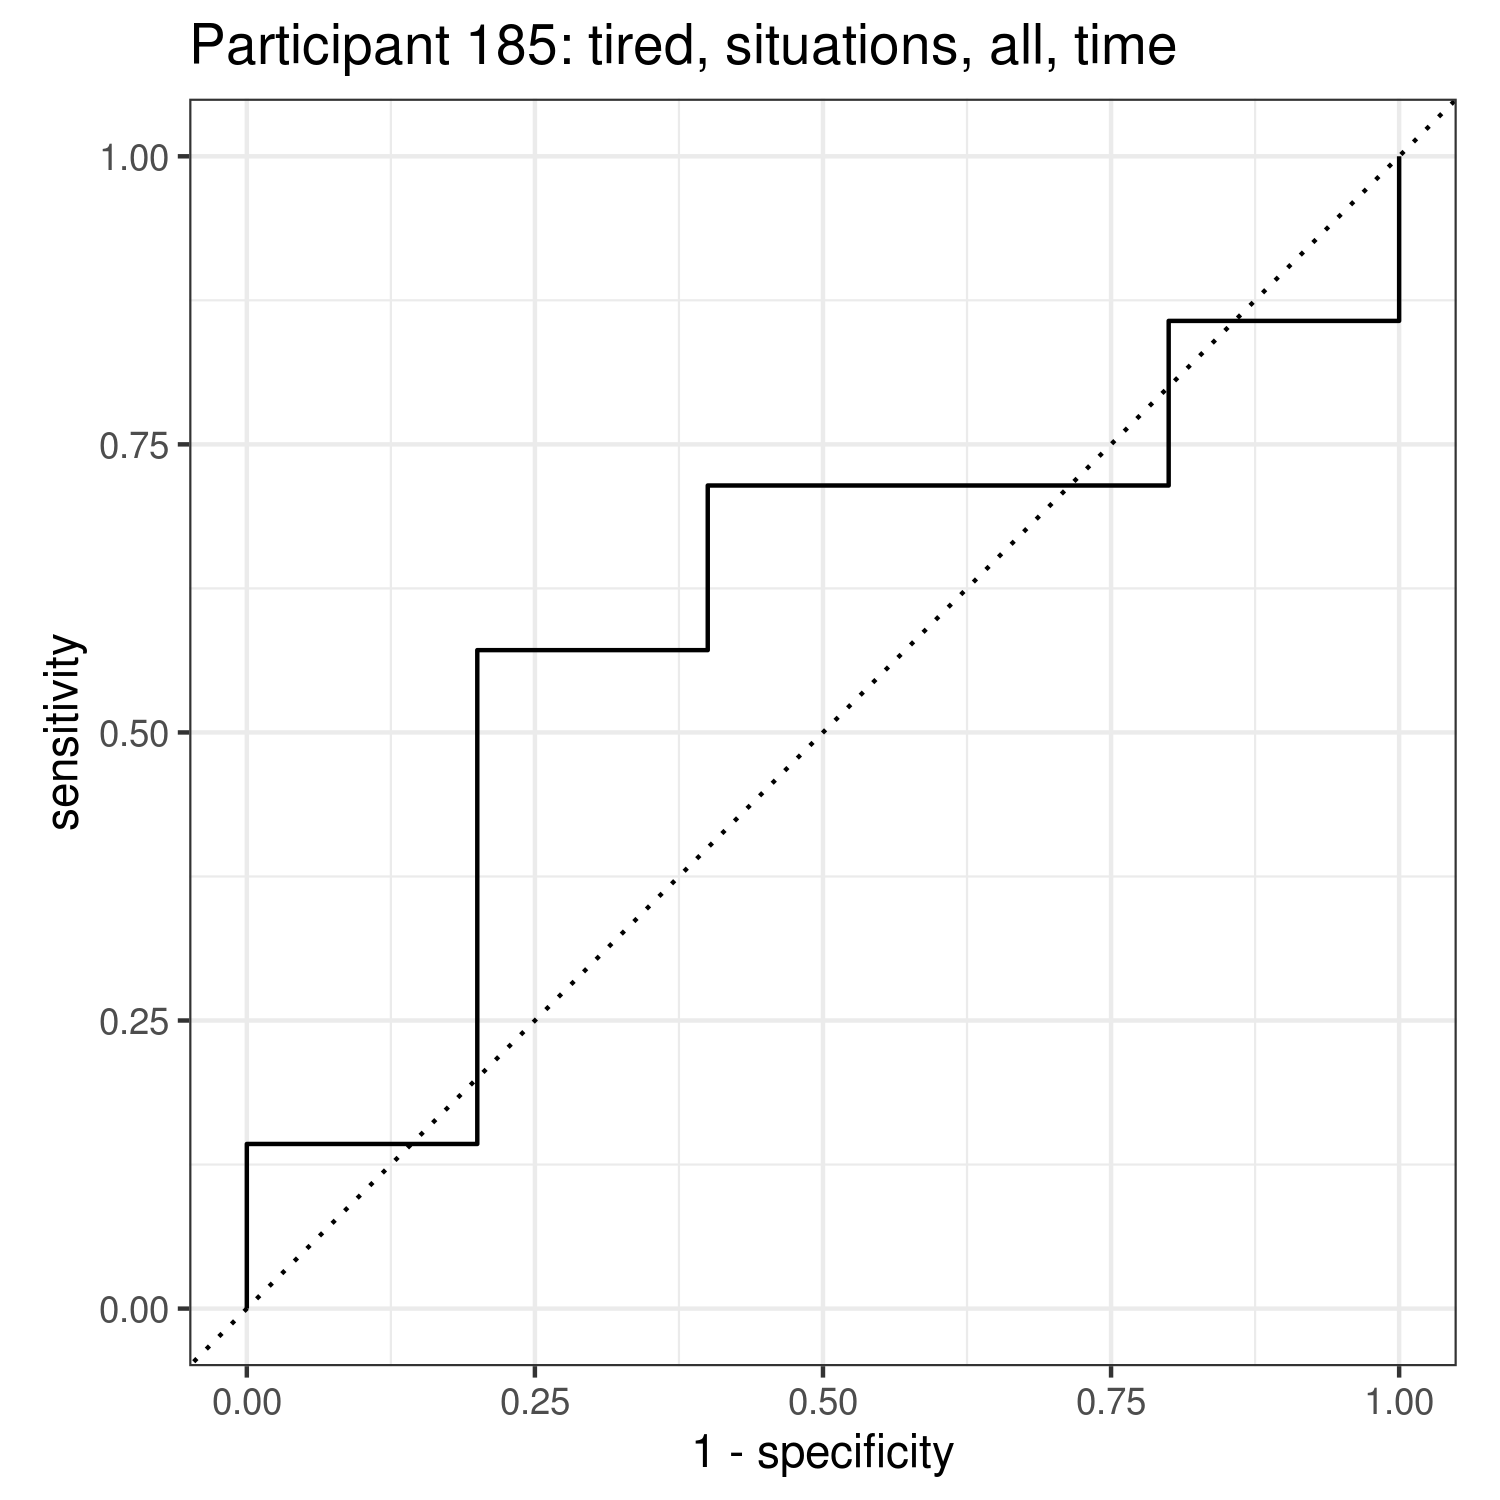 Participant 185: tired, situations, all, time
1.00
0.75
0.50
0.25
0.00
sensitivity
0.00 0.25 0.50 0.75 1.00
1 - specificity